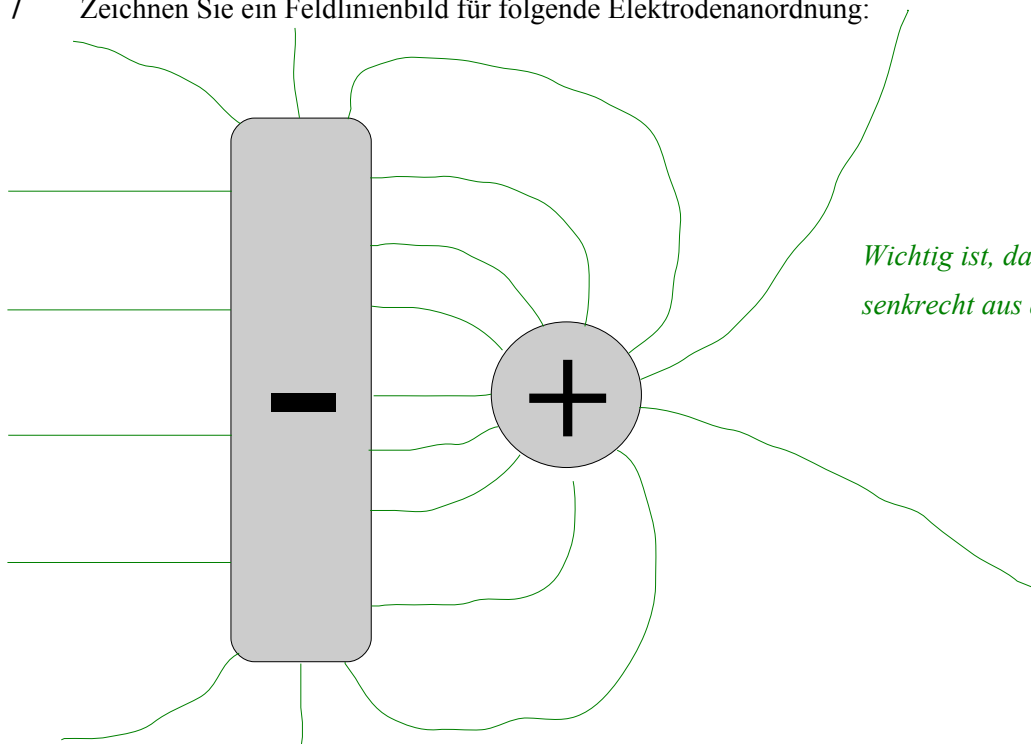 7 Zeichnen Sie ein Feldlinienbild für folgende Elektrodenanordnung:
Wichtig ist, da
senkrecht aus
- +